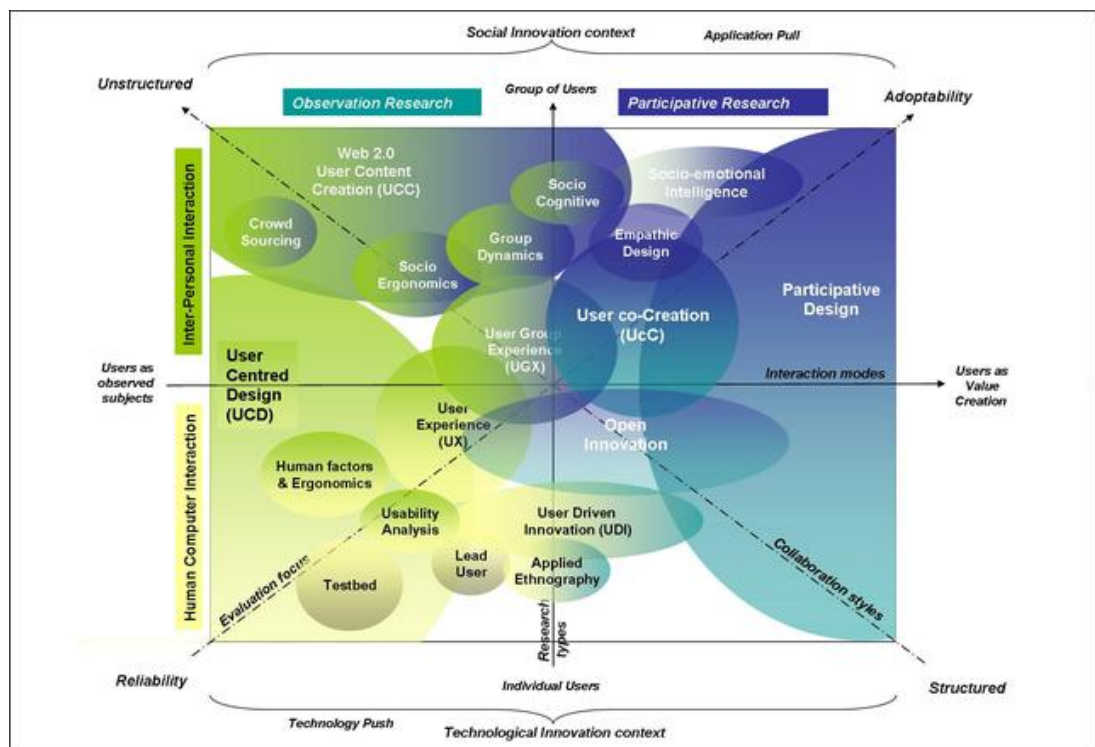 Social Innovation context
Application Pull
Unstructured
Observation Research
Group of Users
Participative Research
Adoptability
Web 2.0
User Content
Creation (UCC)
Socio
Cognitive
Socio-emotional
Intelligence
Crowd
Sourcing
Group
Dynamics
Empathic
Design
Socio
Ergonomics
Inter-Personal Interaction
Participative
Design
User co-Creation
(UcC)
User Group
Experience
(UGX)
User
Centred
Design
(UCD)
Users as
observed
subjects
Interaction modes
Users as
Value
Creation
User
Experience
(UX)
Open
Innovation
Human Computer Interaction
Human factors
& Ergonomics
Usability
Analysis
User Driven
Innovation (UDI)
Lead
User
Applied
Ethnography
Testbed
Evaluation focus
Collaboration styles
Research
types
Reliability
Individual Users
Structured
Technology Push
Technological Innovation context